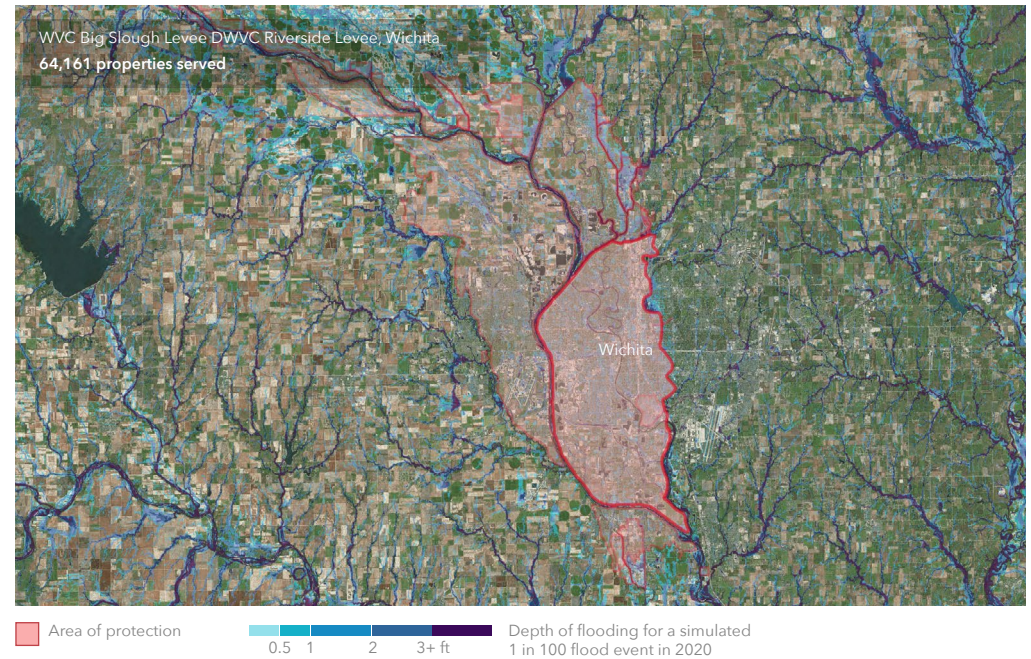 WVC Big Slough Levee DWVC Riverside Levee, Wichita
64,161 properties served
Wichita
Area of protection
0.5 1 2 3+ ft
Depth of flooding for a simulated
1 in 100 flood event in 2020